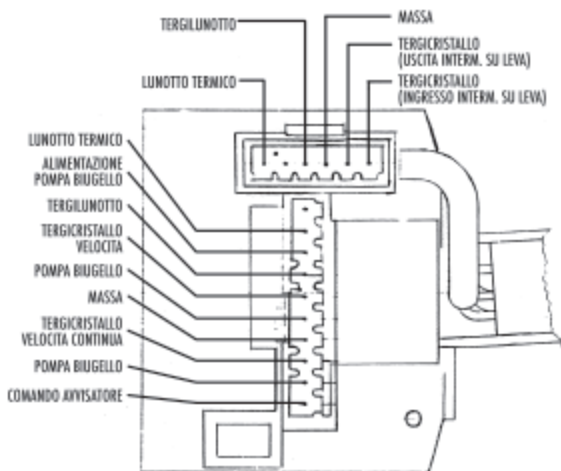 MASSA
TERGILUNOTTO
TERGICRISTALLO
(USCITA INTERM. SU LEVA)
LUNOTTO TERMICO
TERGICRISTALLO
(INGRESSO INTERM. SU LEVA)
LUNOTTO TERMICO
ALIMENTAZIONE
POMPA BIUGELLO
TERGILUNOTTO
TERGICRISTALLO
VELOCITA
POMPA BIUGELLO
MASSA
TERGICRISTALLO
VELOCITA CONTINUA
POMPA BIUGELLO
COMANDO AVVISATORE